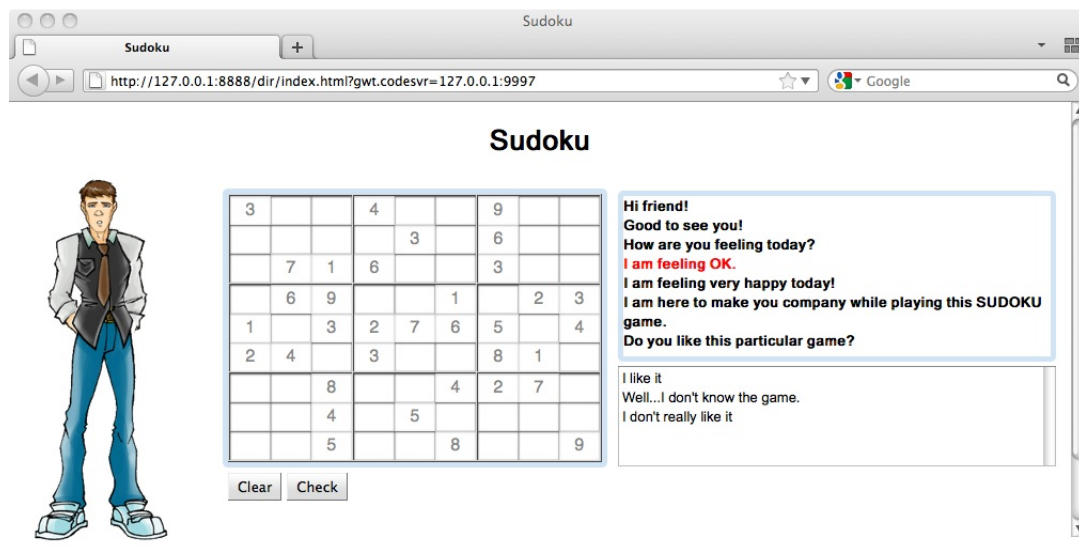 Sudoku
Sudoku
http://127.0.0.1:8888/dir/index.html?gwt.codesvr=127.0.0.1:9997
Google
Sudoku
3 4 9
3 6
7 1 6 3
6 9 1 2 3
1 3 2 7 6 5 4
2 4 3 8 1
8 4 2 7
4 5
5 8 9
Clear Check
Hi friend!
Good to see you!
How are you feeling today?
I am feeling OK.
I am feeling very happy today!
I am here to make you company while playing this SUDOKU
game.
Do you like this particular game?
I like it
Well...I don't know the game.
I don't really like it